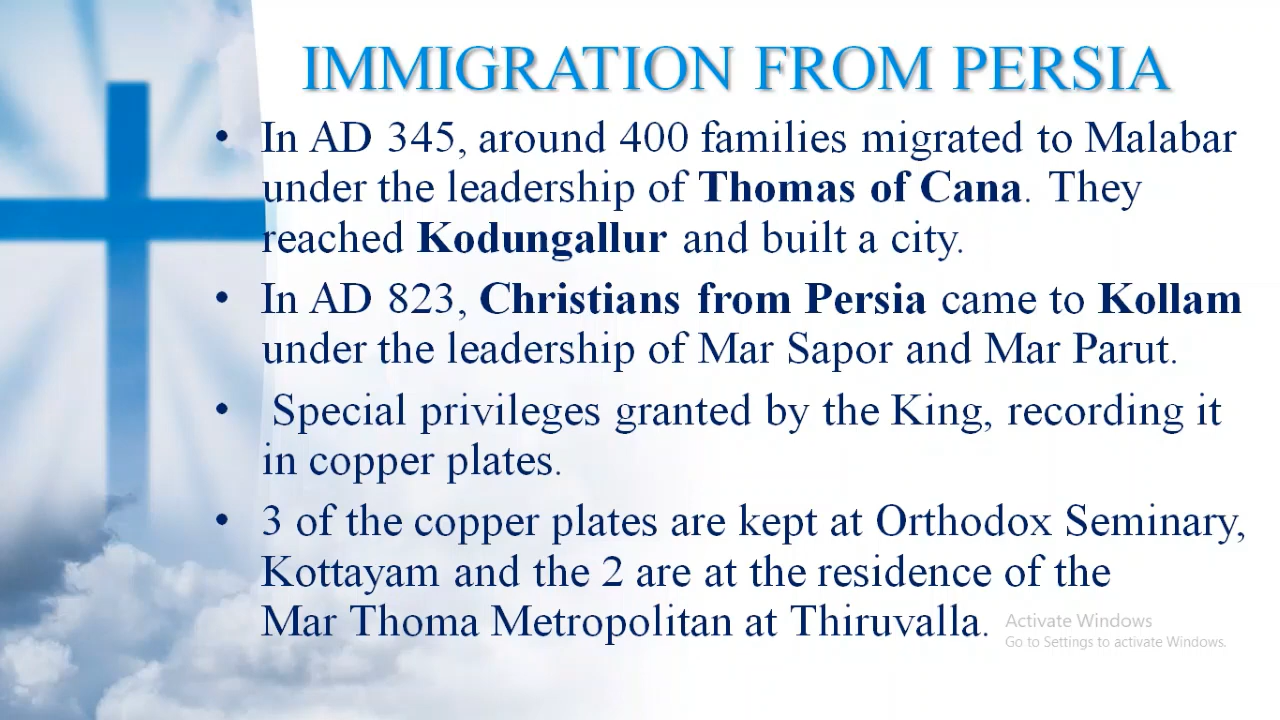 IMMIGRATION FROM PERSIA
• In AD 345, around 400 families migrated to Malabar
under the leadership of Thomas of Cana. They
reached Kodungallur and built a city.
• In AD 823, Christians from Persia came to Kollam
under the leadership of Mar Sapor and Mar Parut.
• Special privileges granted by the King, recording it
in copper plates.
• 3 of the copper plates are kept at Orthodox Seminary,
Kottayam and the 2 are at the residence of the
Mar Thoma Metropolitan at Thiruvalla.
Activate Windows
Go to Settings to activate Windows.